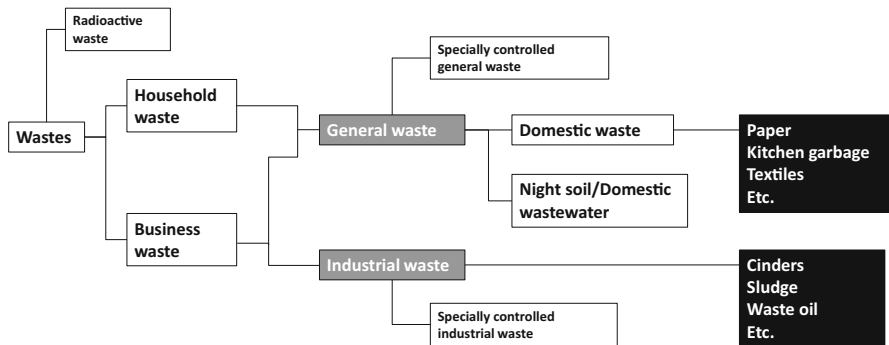 Radioactive
waste
Specially controlled
general waste
Household
waste
Wastes
General waste
Domestic waste
Paper
Kitchen garbage
Textiles
Etc.
Night soil/Domestic
wastewater
Business
waste
Industrial waste
Cinders
Sludge
Waste oil
Etc.
Specially controlled
industrial waste